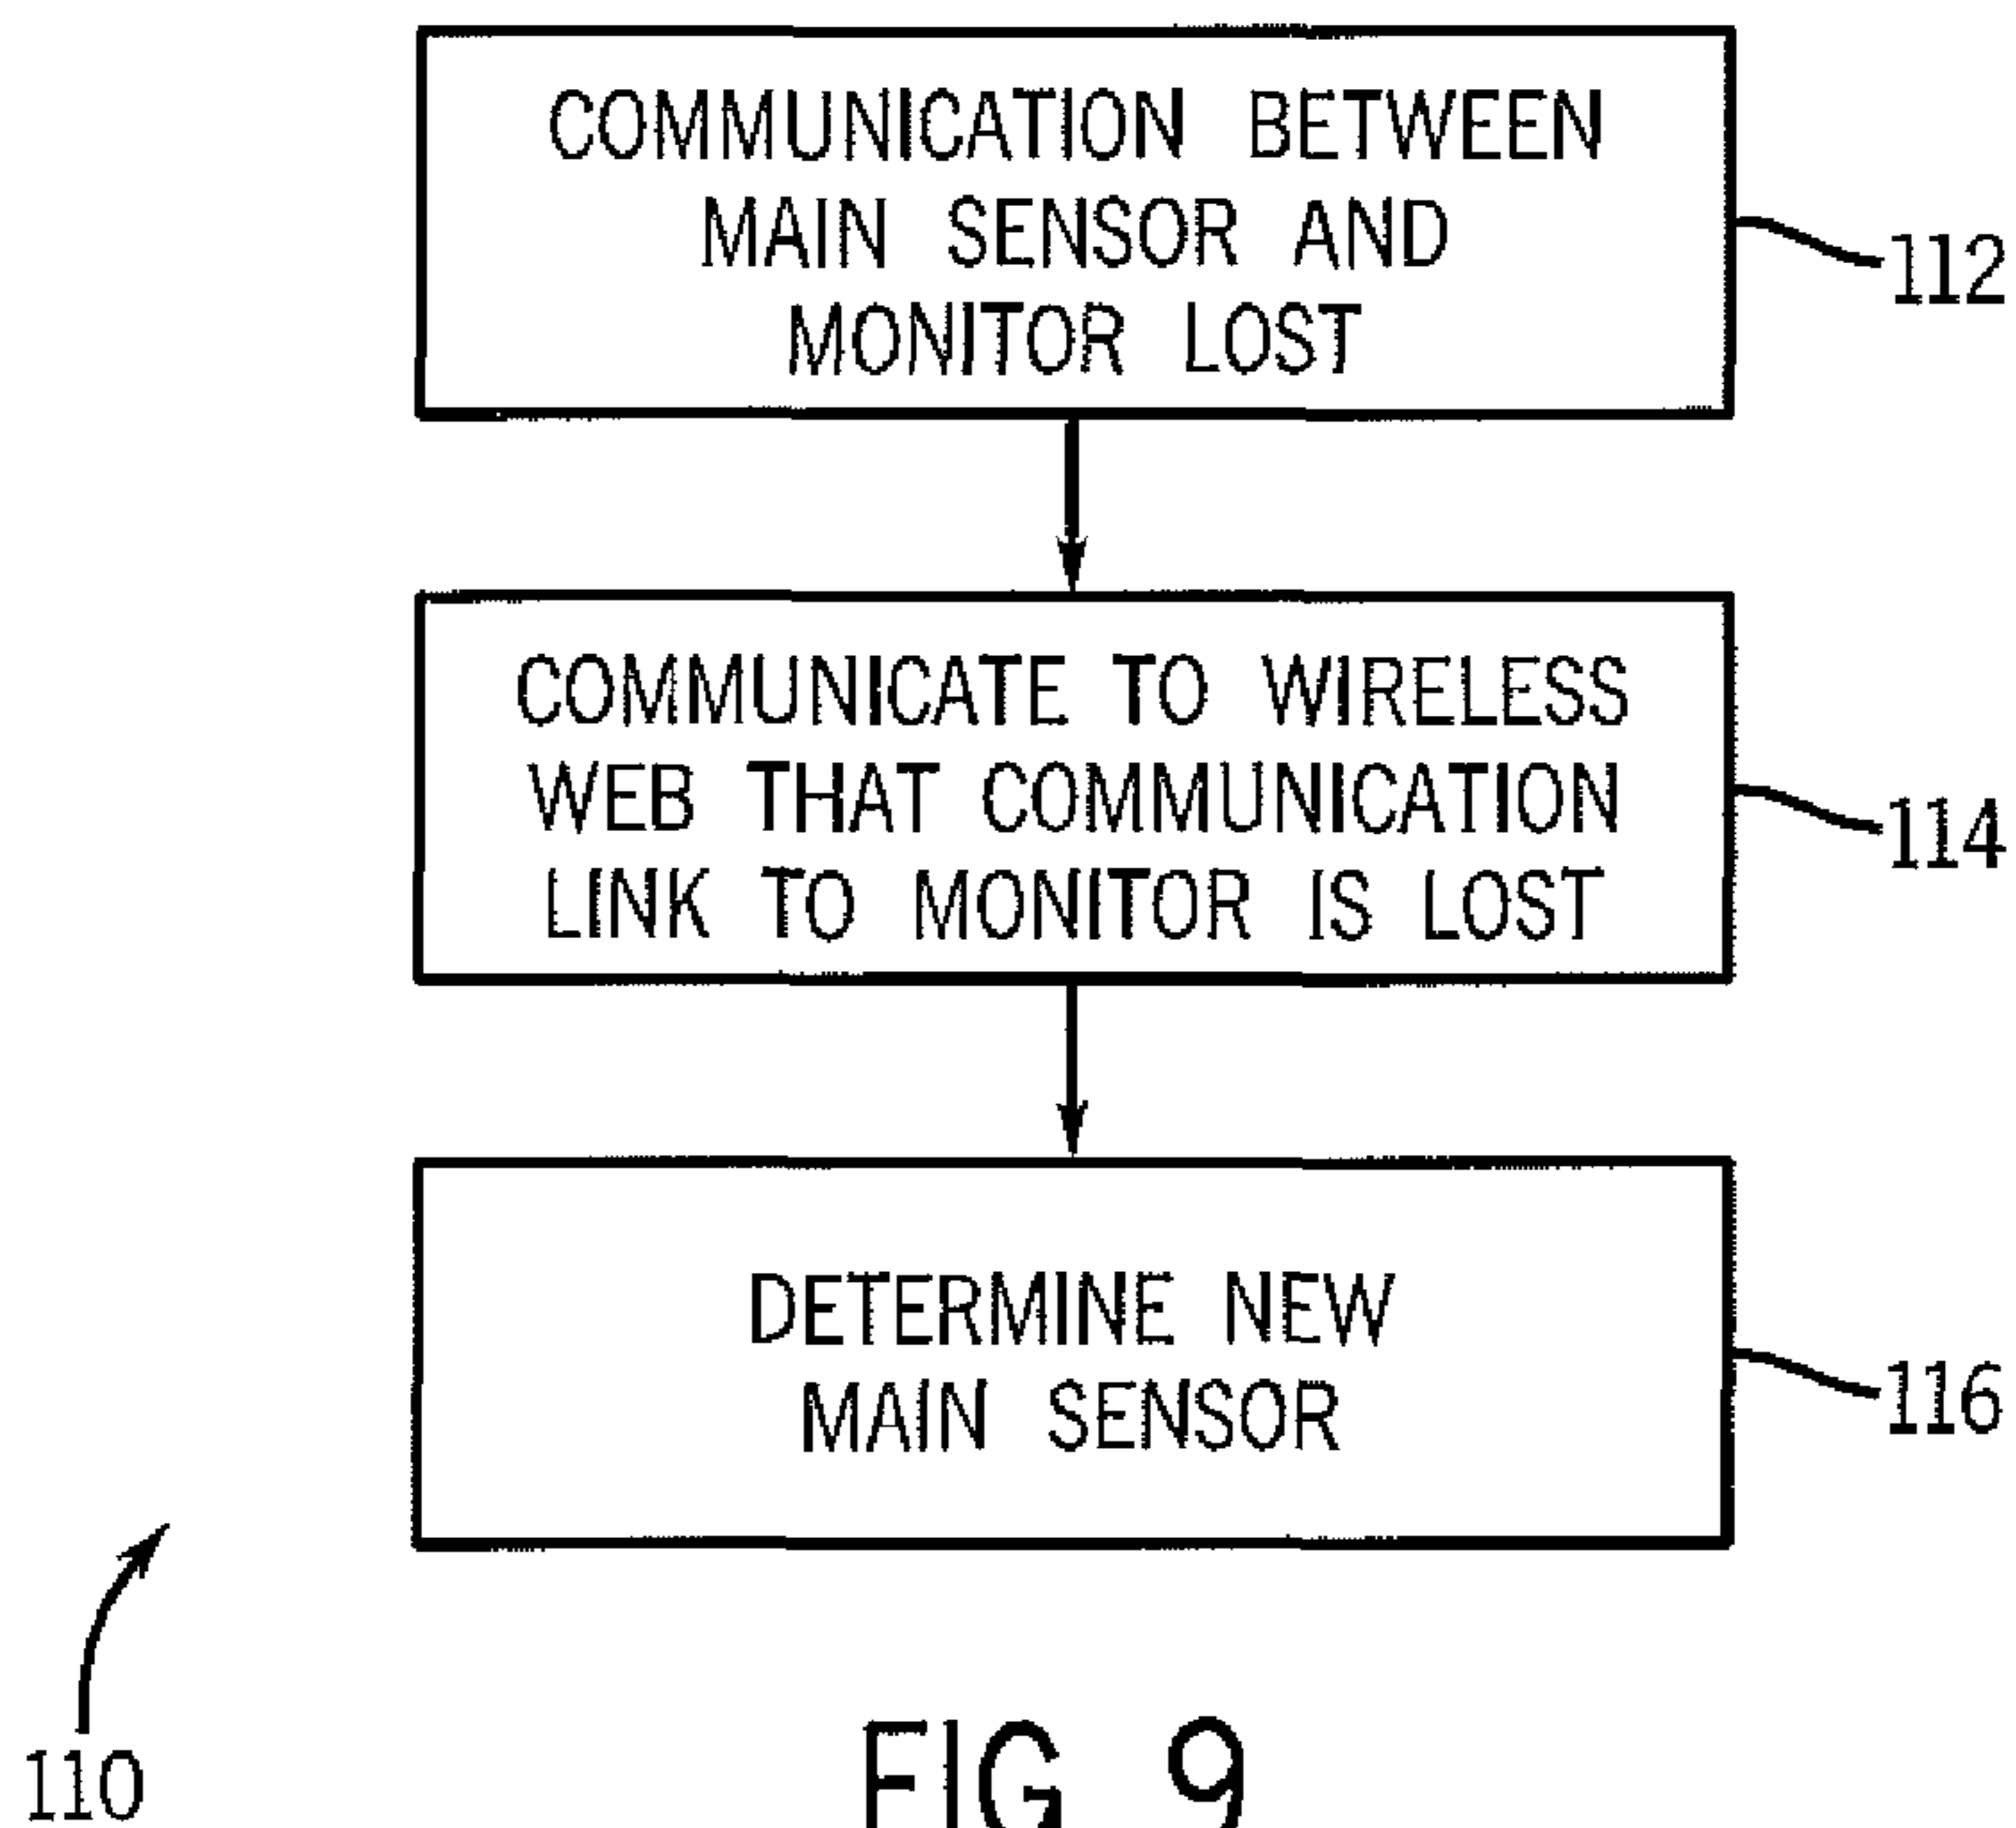 COMMUNICATION BETWEEN
MAIN SENSOR AND
MONITOR LOST
112
COMMUNICATE TO WIRELESS
WEB THAT COMMUNICATION
LINK TO MONITOR IS LOST
114
DETERMINE NEW
MAIN SENSOR
116
110
FIG 9